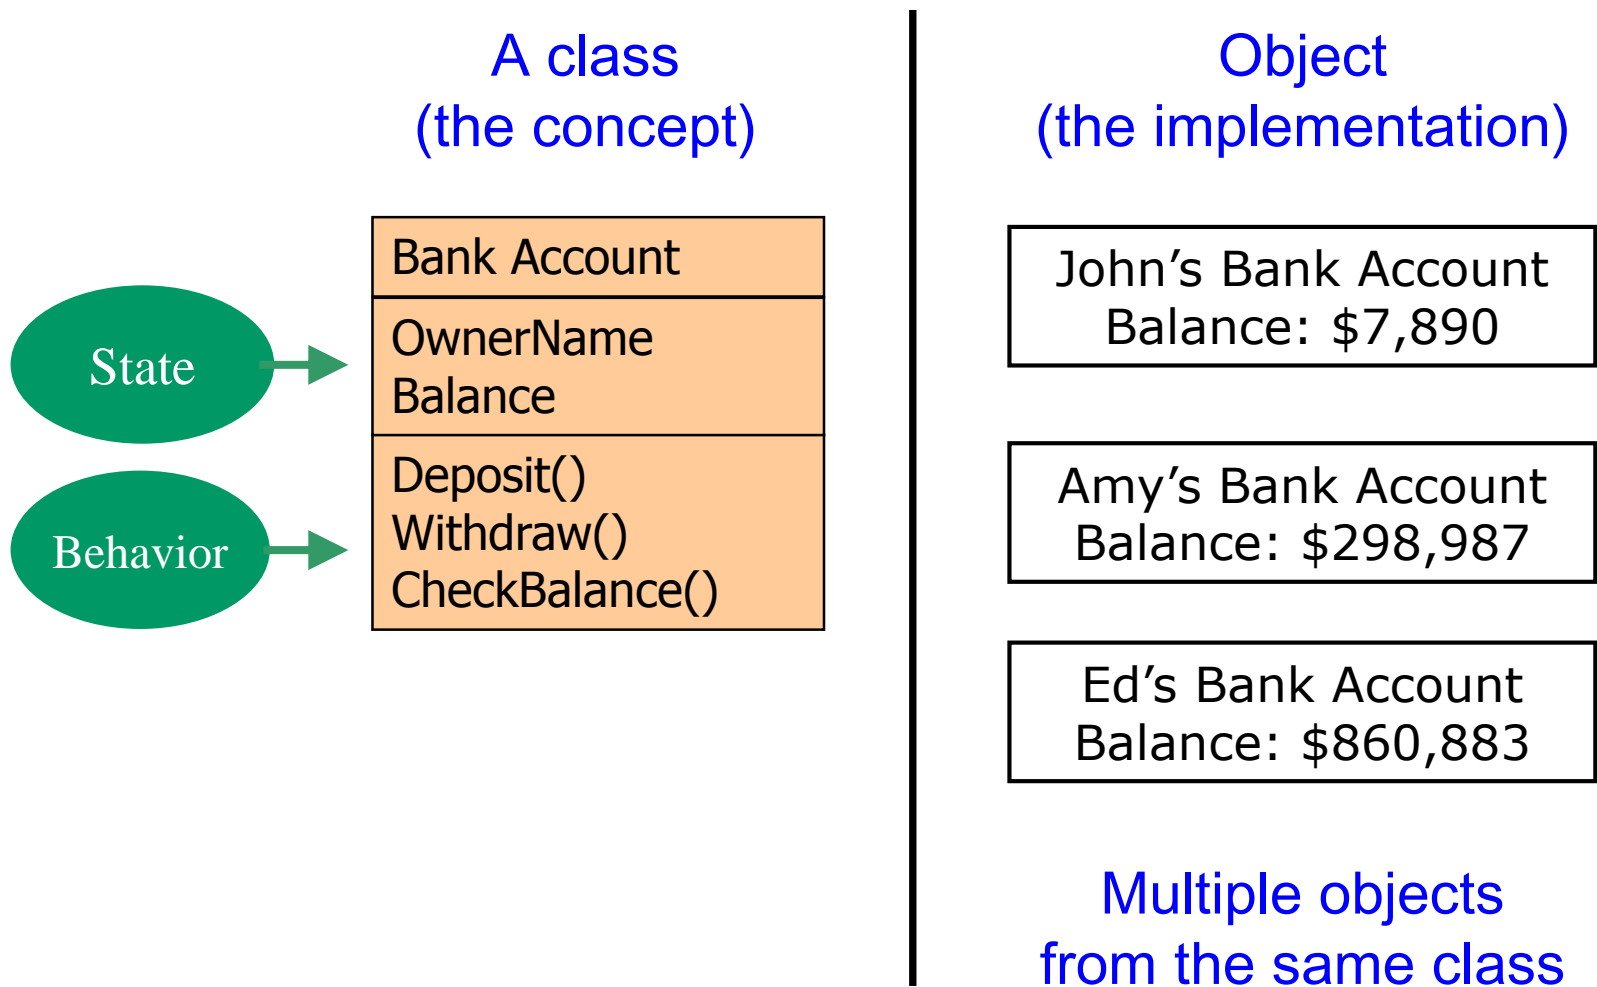 A class
(the concept)
State
Behavior
Bank Account
OwnerName
Balance
Deposit()
Withdraw()
CheckBalance()
Object
(the implementation)
John’s Bank Account
Balance: $7,890
Amy’s Bank Account
Balance: $298,987
Ed’s Bank Account
Balance: $860,883
Multiple objects
from the same class